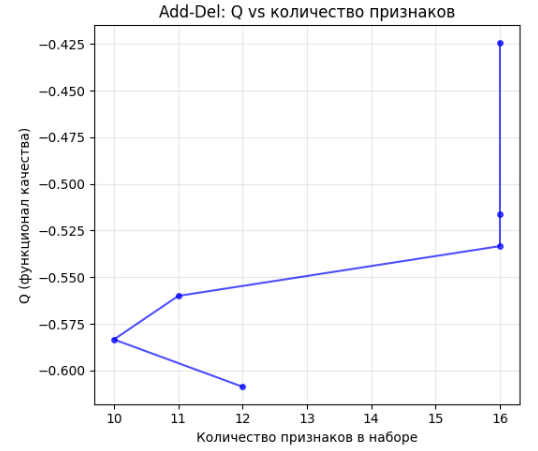 Add-Del: Q vs количество признаков
Q (функционал качества)
−0.425
−0.450
−0.475
−0.500
−0.525
−0.550
−0.575
−0.600
10 11 12 13 14 15 16
Количество признаков в наборе